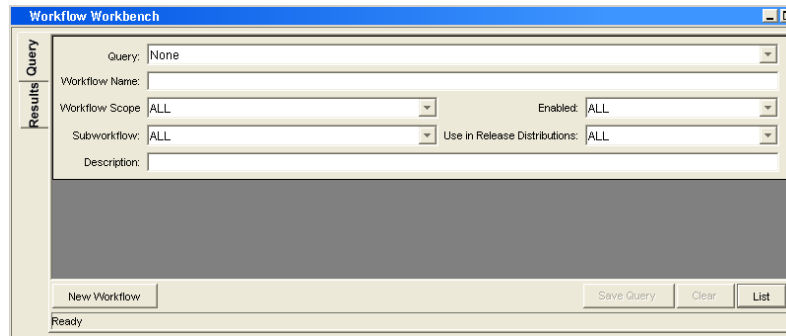 Workflow Workbench
Query
Results
Query: None
Workflow Name:
Workflow Scope ALL Enabled: ALL
Subworkflow: ALL Use in Release Distributions: ALL
Description:
New Workflow Save Query Clear List
Ready